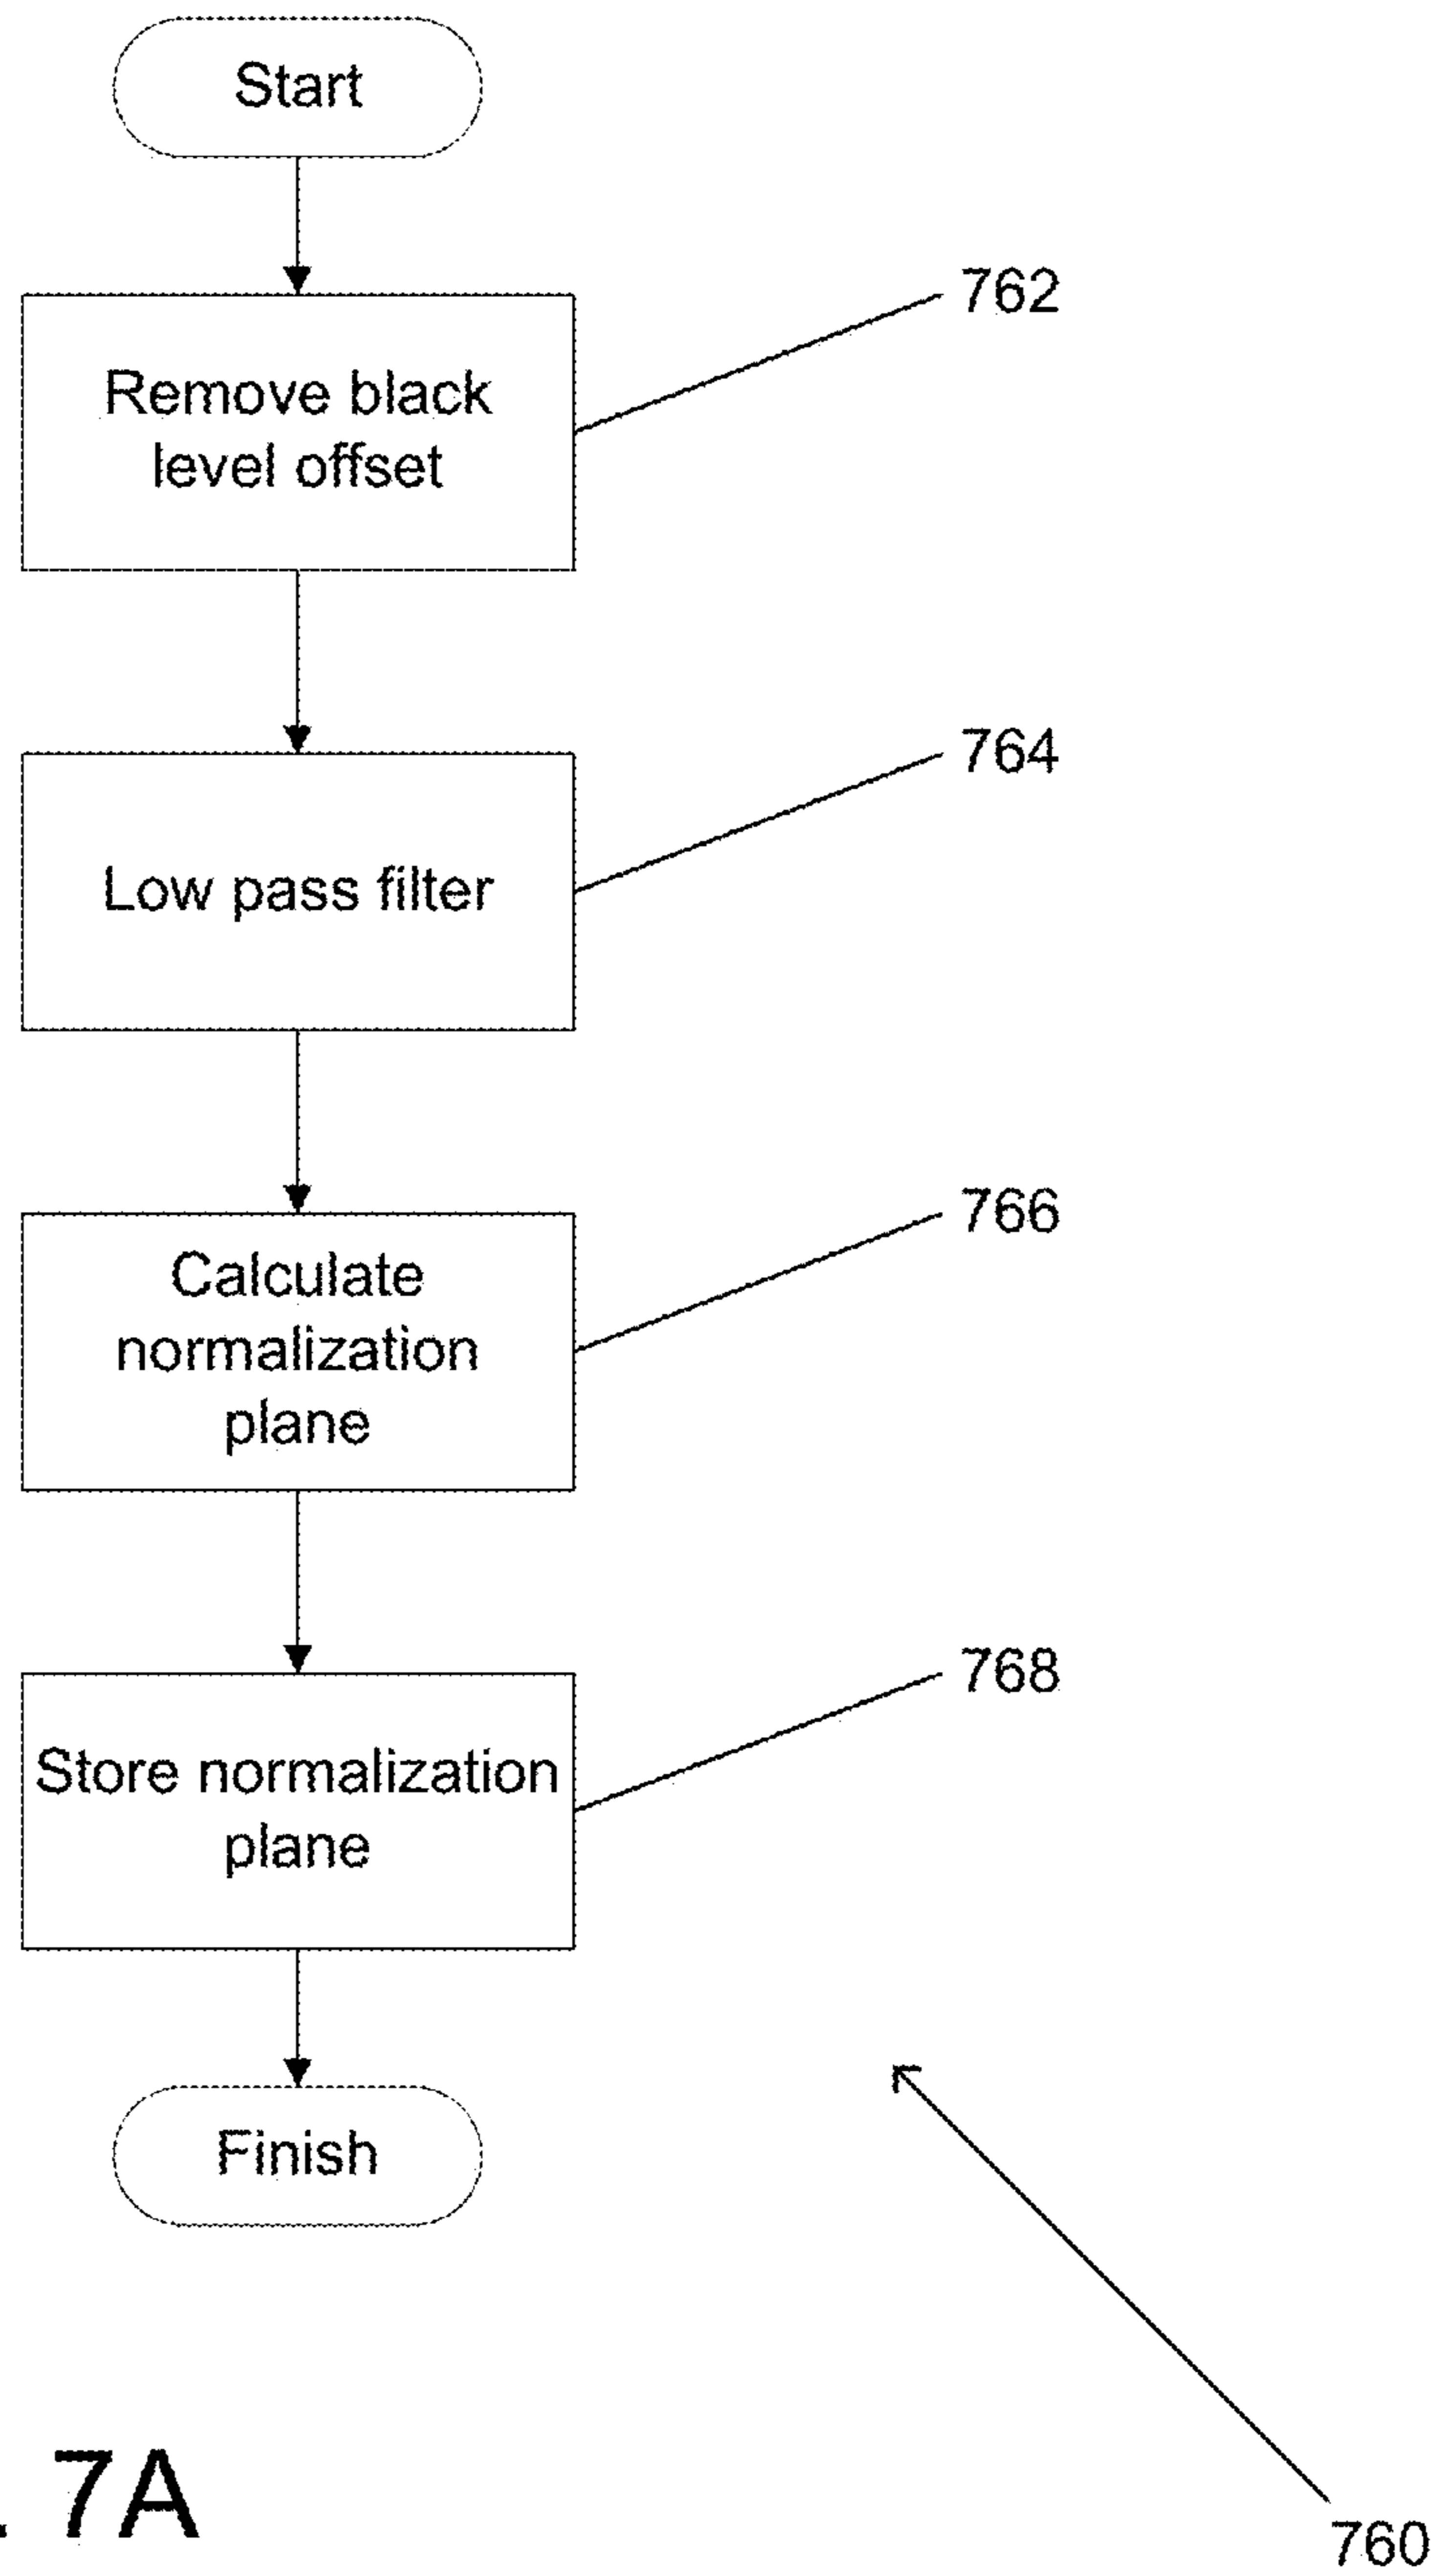 Start
762
Remove black
level offset
764
Low pass filter
766
Calculate
normalization
plane
768
Store normalization
plane
Finish
. 7A
760